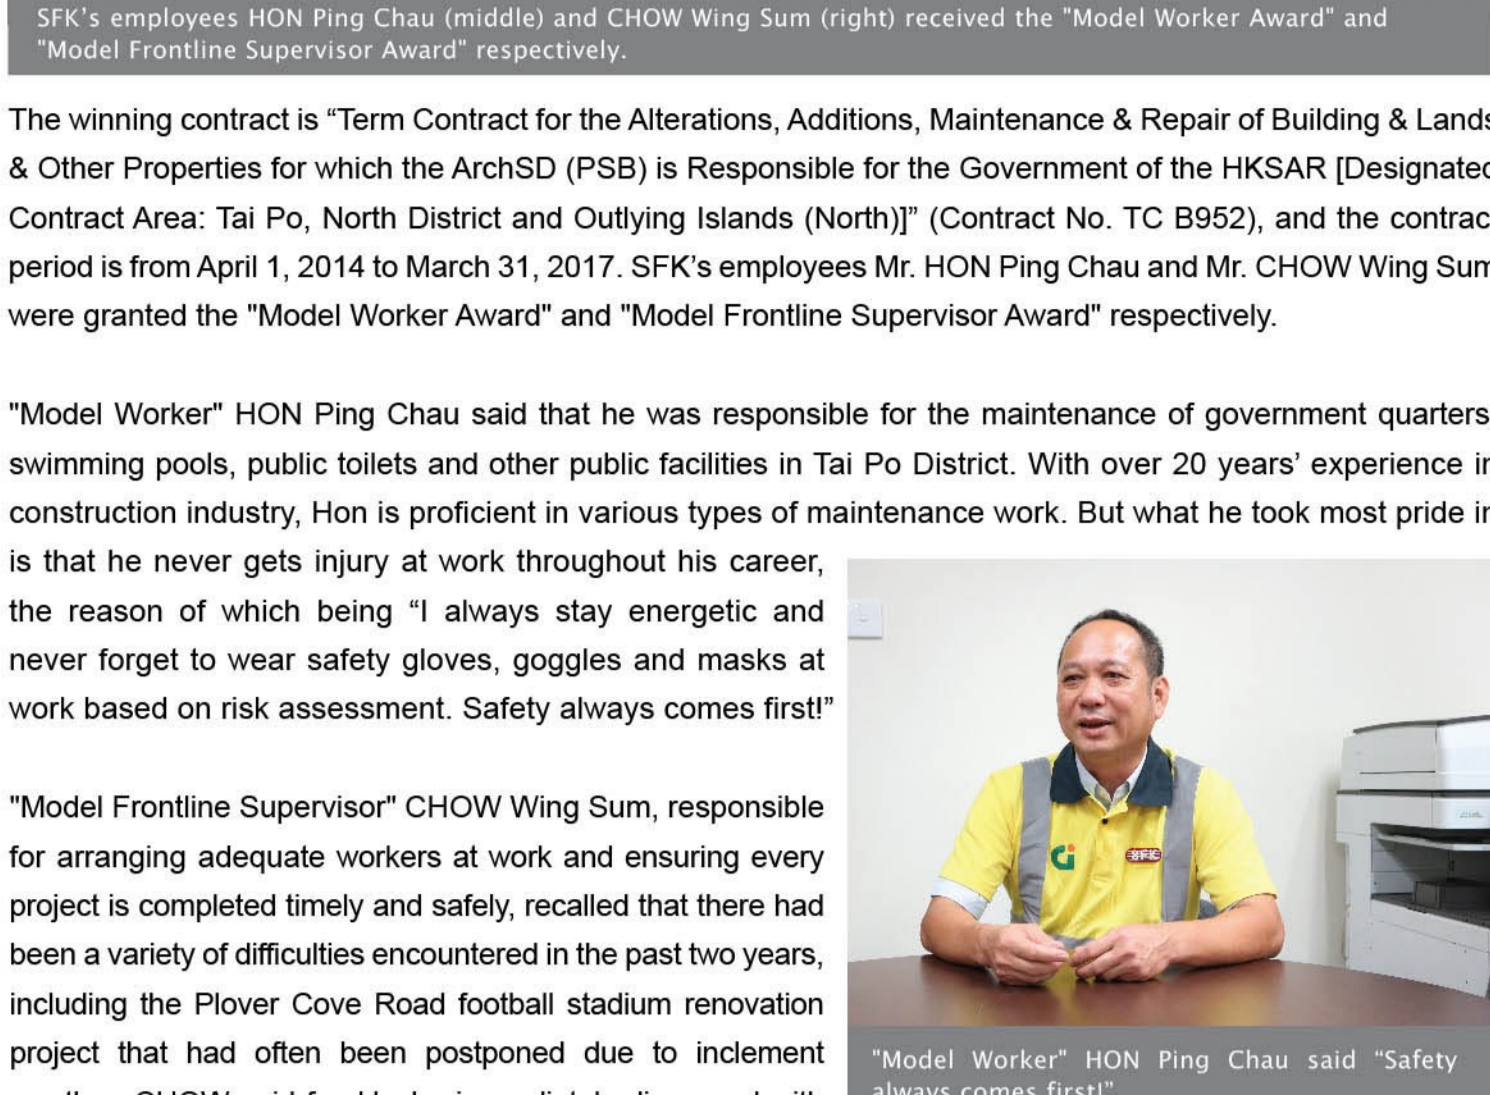 SFK’s employees HON Ping Chau (middle) and CHOW Wing Sum (right) received the "Model Worker Award" and
"Model Frontline Supervisor Award" respectively.
The winning contract is “Term Contract for the Alterations, Additions, Maintenance & Repair of Building & Lands
& Other Properties for which the ArchSD (PSB) is Responsible for the Government of the HKSAR [Designated
Contract Area: Tai Po, North District and Outlying Islands (North)]” (Contract No. TC B952), and the contrac
period is from April 1, 2014 to March 31, 2017. SFK’s employees Mr. HON Ping Chau and Mr. CHOW Wing Sum
were granted the "Model Worker Award" and "Model Frontline Supervisor Award" respectively.
"Model Worker" HON Ping Chau said that he was responsible for the maintenance of government quarters
swimming pools, public toilets and other public facilities in Tai Po District. With over 20 years’ experience in
construction industry, Hon is proficient in various types of maintenance work. But what he took most pride in
is that he never gets injury at work throughout his career,
the reason of which being “I always stay energetic and
never forget to wear safety gloves, goggles and masks at
work based on risk assessment. Safety always comes first!”
"Model Frontline Supervisor" CHOW Wing Sum, responsible
for arranging adequate workers at work and ensuring every
project is completed timely and safely, recalled that there had
been a variety of difficulties encountered in the past two years,
including the Plover Cove Road football stadium renovation
project that had often been postponed due to inclement
SFK
"Model Worker" HON Ping Chau said “Safety
always comes first!”